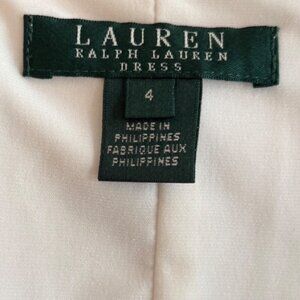 LAUREN
RALPH LAUREN
DRESS
4
MADE IN
PHILIPPINES
FABRIQUE AUX
PHILIPPINES